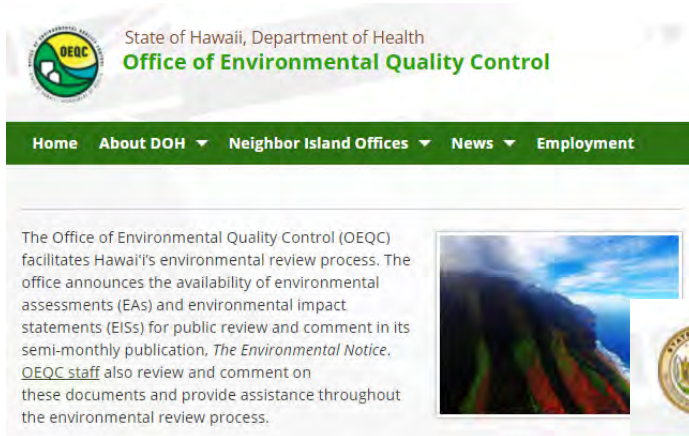 OEQC
State of Hawaii, Department of Health
Office of Environmental Quality Control
Home About DOH Neighbor Island Offices News Employment
The Office of Environmental Quality Control (OEQC)
facilitates Hawai'i's environmental review process. The
office announces the availability of environmental
assessments (EAs) and environmental impact
statements (EISs) for public review and comment in its
semi-monthly publication, The Environmental Notice.
OEQC staff also review and comment on
these documents and provide assistance throughout
the environmental review process.